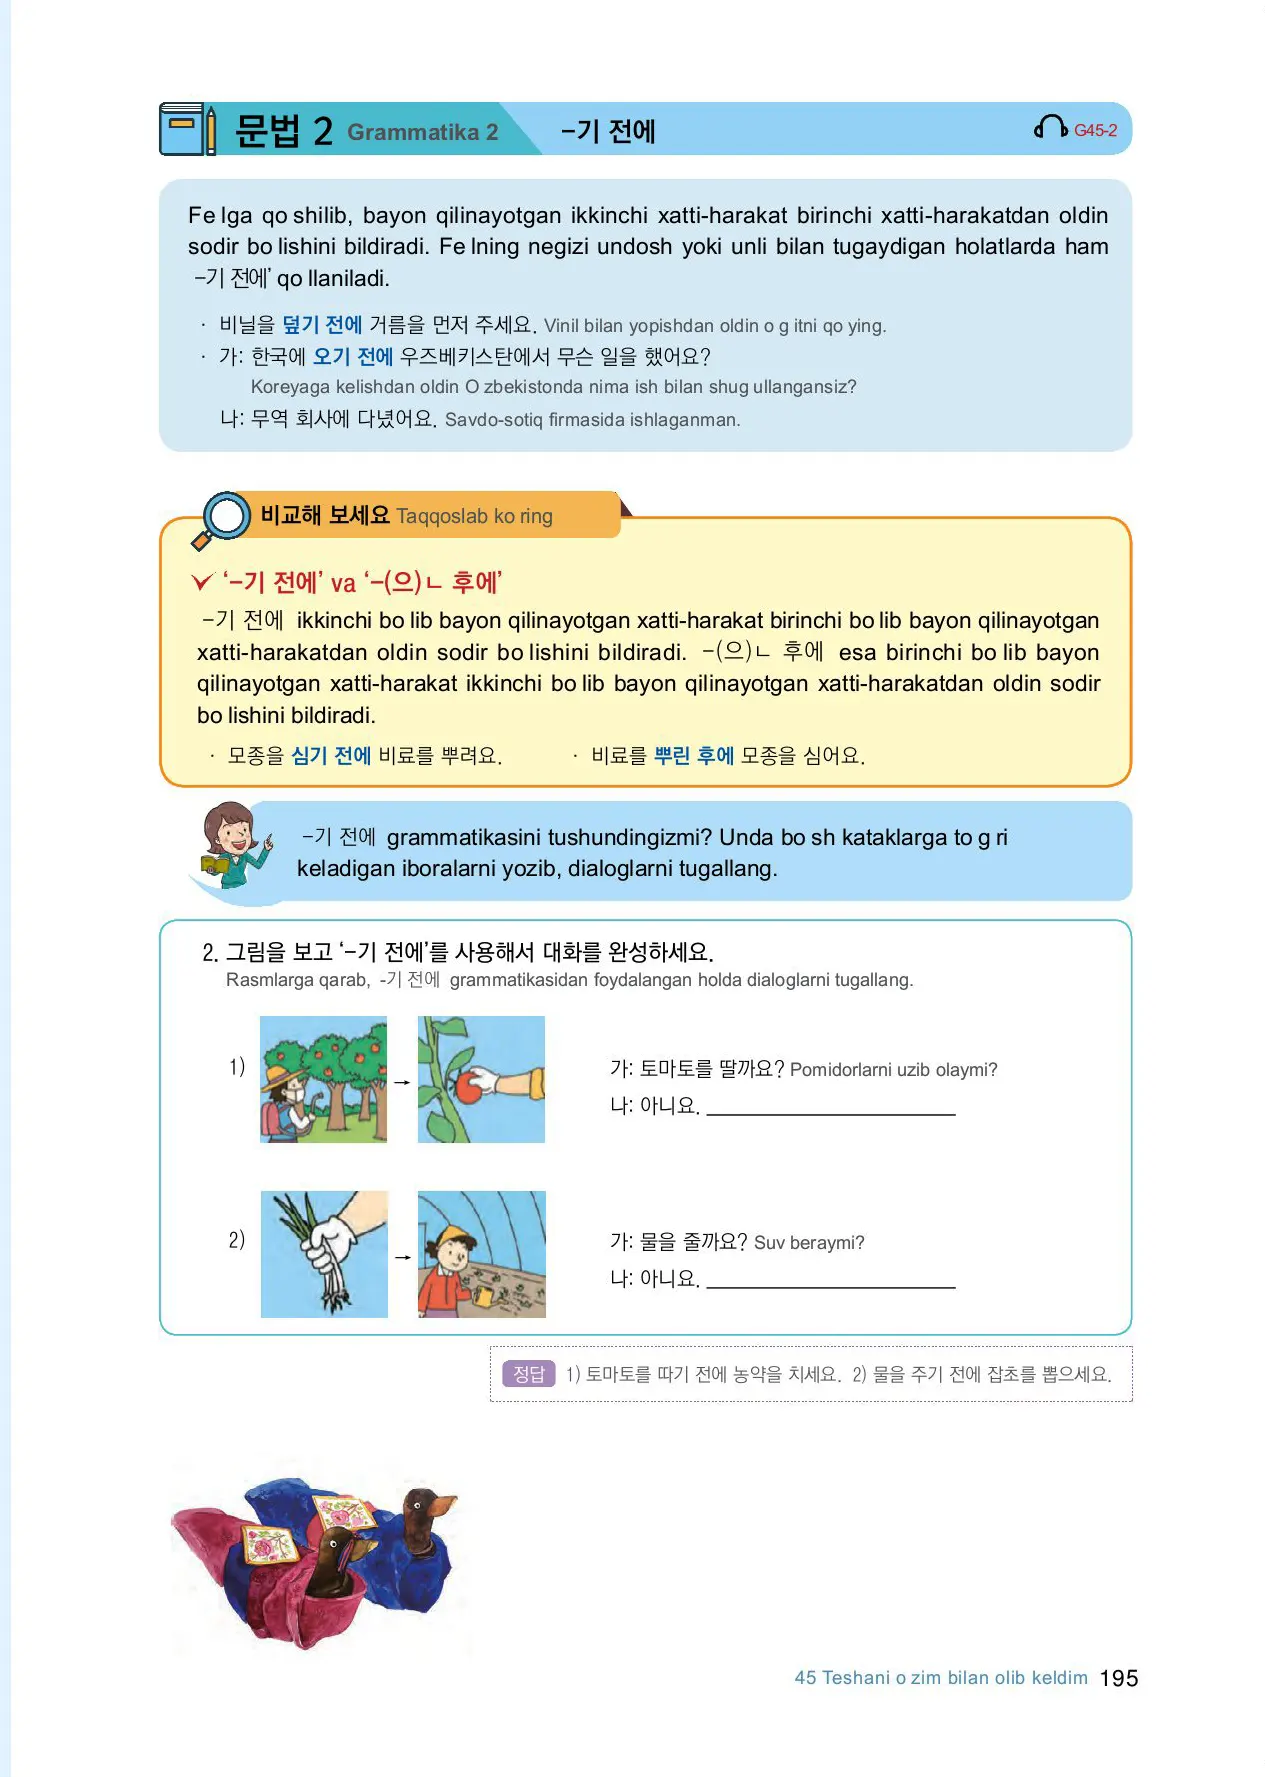 문법 2 Grammatika 2 -기 전에 G45-2
Fe lga qo shilib, bayon qilinayotgan ikkinchi xatti-harakat birinchi xatti-harakatdan oldin
sodir bo lishini bildiradi. Fe lning negizi undosh yoki unli bilan tugaydigan holatlarda ham
-기 전에’ qo llaniladi.
· 비닐을 덮기 전에 거름을 먼저 주세요. Vinil bilan yopishdan oldin o g itni qo ying.
· 가: 한국에 오기 전에 우즈베키스탄에서 무슨 일을 했어요?
Koreyaga kelishdan oldin O zbekistonda nima ish bilan shug ullangansiz?
나: 무역 회사에 다녔어요. Savdo-sotiq firmasida ishlaganman.
비교해 보세요 Taqqoslab ko ring
‘-기 전에’ va ‘-(으)ㄴ 후에’
-기 전에 ikkinchi bo lib bayon qilinayotgan xatti-harakat birinchi bo lib bayon qilinayotgan
xatti-harakatdan oldin sodir bo lishini bildiradi. -(으)ㄴ 후에 esa birinchi bo lib bayon
qilinayotgan xatti-harakat ikkinchi bo lib bayon qilinayotgan xatti-harakatdan oldin sodir
bo lishini bildiradi.
· 모종을 심기 전에 비료를 뿌려요. · 비료를 뿌린 후에 모종을 심어요.
-기 전에 grammatikasini tushundingizmi? Unda bo sh kataklarga to g ri
keladigan iboralarni yozib, dialoglarni tugallang.
2. 그림을 보고 ‘-기 전에’를 사용해서 대화를 완성하세요.
Rasmlarga qarab, -기 전에 grammatikasidan foydalangan holda dialoglarni tugallang.
1) → 가: 토마토를 딸까요? Pomidorlarni uzib olaymi?
나: 아니요. ____________________
2) → 가: 물을 줄까요? Suv beraymi?
나: 아니요. ____________________
정답 1) 토마토를 따기 전에 농약을 치세요. 2) 물을 주기 전에 잡초를 뽑으세요.
45 Teshani o zim bilan olib keldim 195